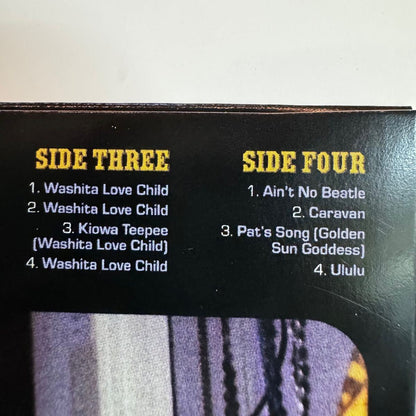 SIDE THREE
1. Washita Love Child
2. Washita Love Child
3. Kiowa Teepee
(Washita Love Child)
4. Washita Love Child
SIDE FOUR
1. Ain't No Beatle
2. Caravan
3. Pat's Song (Golden
Sun Goddess)
4. Ululu